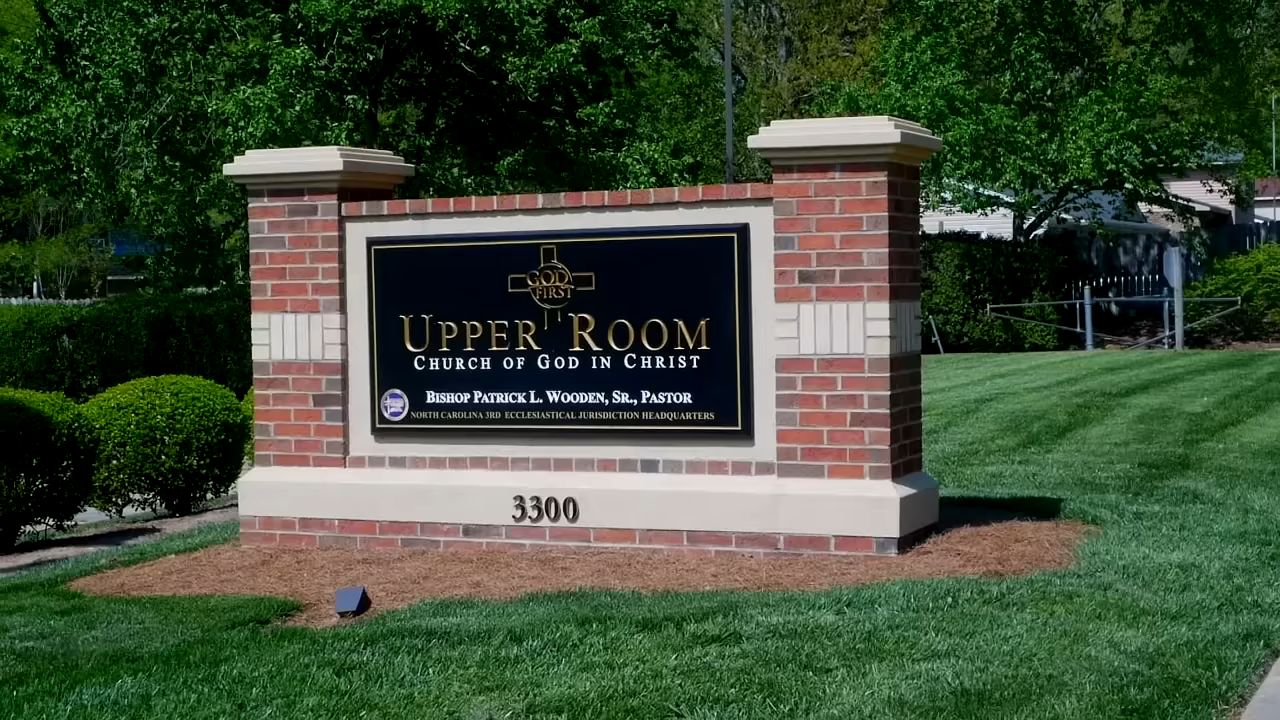 GOD
FIRST
UPPER ROOM
CHURCH OF GOD IN CHRIST
BISHOP PATRICK L. WOODEN, SR., PASTOR
NORTH CAROLINA 3RD ECCLESIASTICAL JURISDICTION HEADQUARTERS
3300